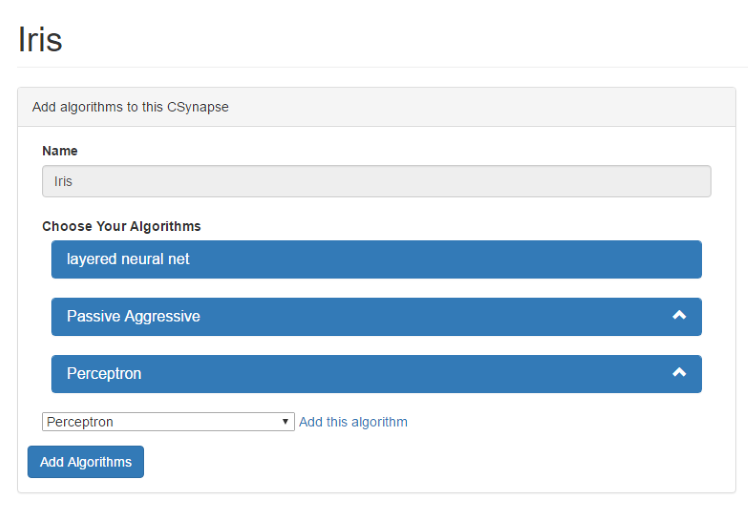 Iris
Add algorithms to this CSynapse
Name
Iris
Choose Your Algorithms
layered neural net
Passive Aggressive
Perceptron
Perceptron Add this algorithm
Add Algorithms